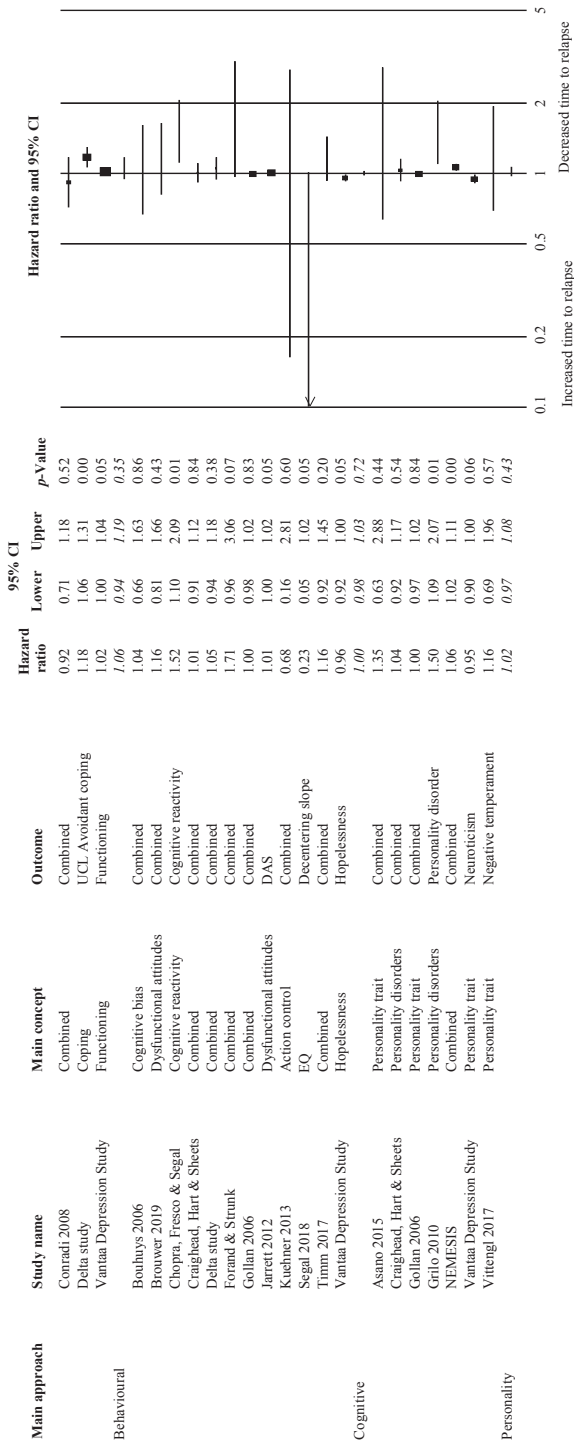 Hazard 95% CI
Main approach Study name Main concept Outcome ratio Lower Upper p-Value Hazard ratio and 95% CI
Conradi 2008 Combined Combined 0.92 0.71 1.18 0.52
Delta study Coping UCL Avoidant coping 1.18 1.06 1.31 0.00
Vantaa Depression Study Functioning Functioning 1.02 1.00 1.04 0.05
Behavioural 1.06 0.94 1.19 0.35
Bouhuys 2006 Cognitive bias Combined 1.04 0.66 1.63 0.86
Brouwer 2019 Dysfunctional attitudes Combined 1.16 0.81 1.66 0.43
Chopra, Fresco & Segal Cognitive reactivity Cognitive reactivity 1.52 1.10 2.09 0.01
Craighead, Hart & Sheets Combined Combined 1.01 0.91 1.12 0.84
Delta study Combined Combined 1.05 0.94 1.18 0.38
Forand & Strunk Combined Combined 1.71 0.96 3.06 0.07
Gollan 2006 Combined Combined 1.00 0.98 1.02 0.83
Jarrett 2012 Dysfunctional attitudes DAS 1.01 1.00 1.02 0.05
Kuehner 2013 Action control Combined 0.68 0.16 2.81 0.60
Segal 2018 EQ Decentering slope 0.23 0.05 1.02 0.05
Timm 2017 Combined Combined 1.16 0.92 1.45 0.20
Vantaa Depression Study Hopelessness Hopelessness 0.96 0.92 1.00 0.05
Cognitive 1.00 0.98 1.03 0.72
Asano 2015 Personality trait Combined 1.35 0.63 2.88 0.44
Craighead, Hart & Sheets Personality disorders Combined 1.04 0.92 1.17 0.54
Gollan 2006 Personality trait Combined 1.00 0.97 1.02 0.84
Grilo 2010 Personality disorders Personality disorder 1.50 1.09 2.07 0.01
NEMESIS Combined Combined 1.06 1.02 1.11 0.00
Vantaa Depression Study Personality trait Neuroticism 0.95 0.90 1.00 0.06
Vittengl 2017 Personality trait Negative temperament 1.16 0.69 1.96 0.57
Personality 1.02 0.97 1.08 0.43
0.1 0.2 0.5 1 2 5
Increased time to relapse Decreased time to relapse